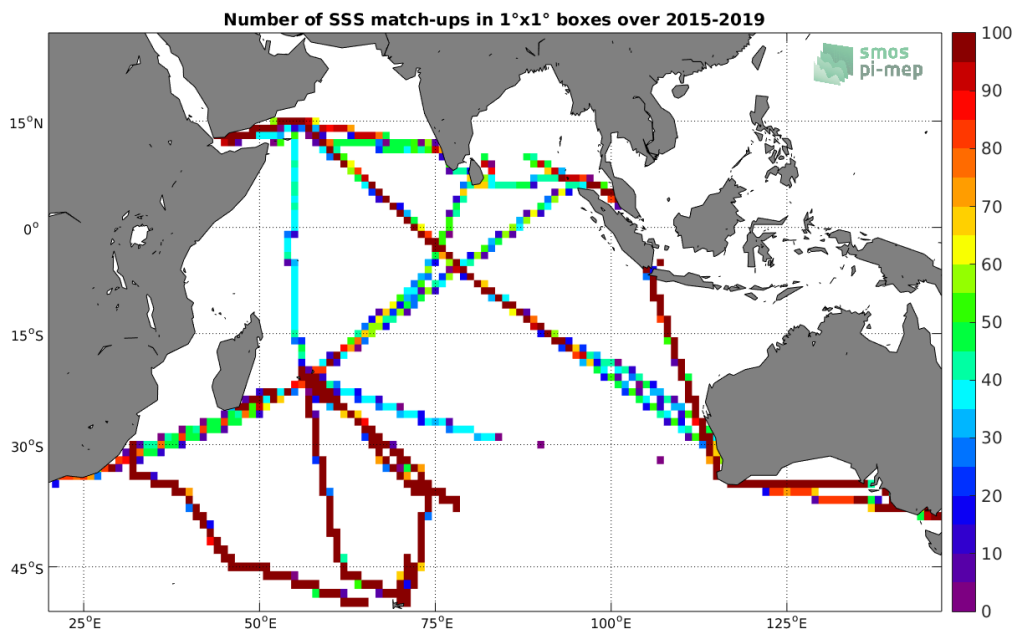 Number of SSS match-ups in 1°x1° boxes over 2015-2019
smos
pi-mep
100
90
80
70
60
50
40
30
20
10
0
15°N
0°
15°S
30°S
45°S
25°E
50°E
75°E
100°E
125°E